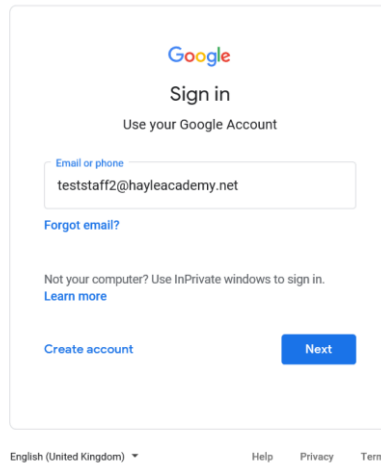 Google
Sign in
Use your Google Account
Email or phone
teststaff2@hayleacademy.net
Forgot email?
Not your computer? Use InPrivate windows to sign in.
Learn more
Create account Next
English (United Kingdom) Help Privacy Term